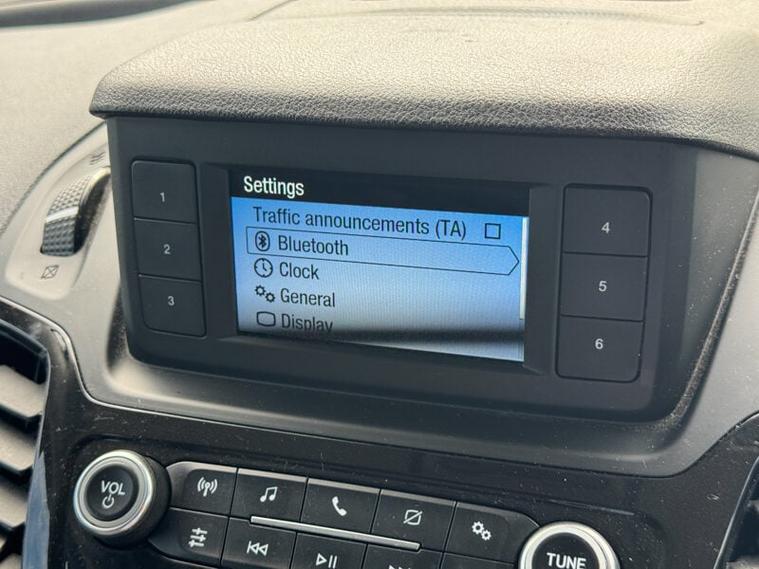 Settings
Traffic announcements (TA)
Bluetooth
Clock
General
Display
1
2
3
4
5
6
VOL
TUNE